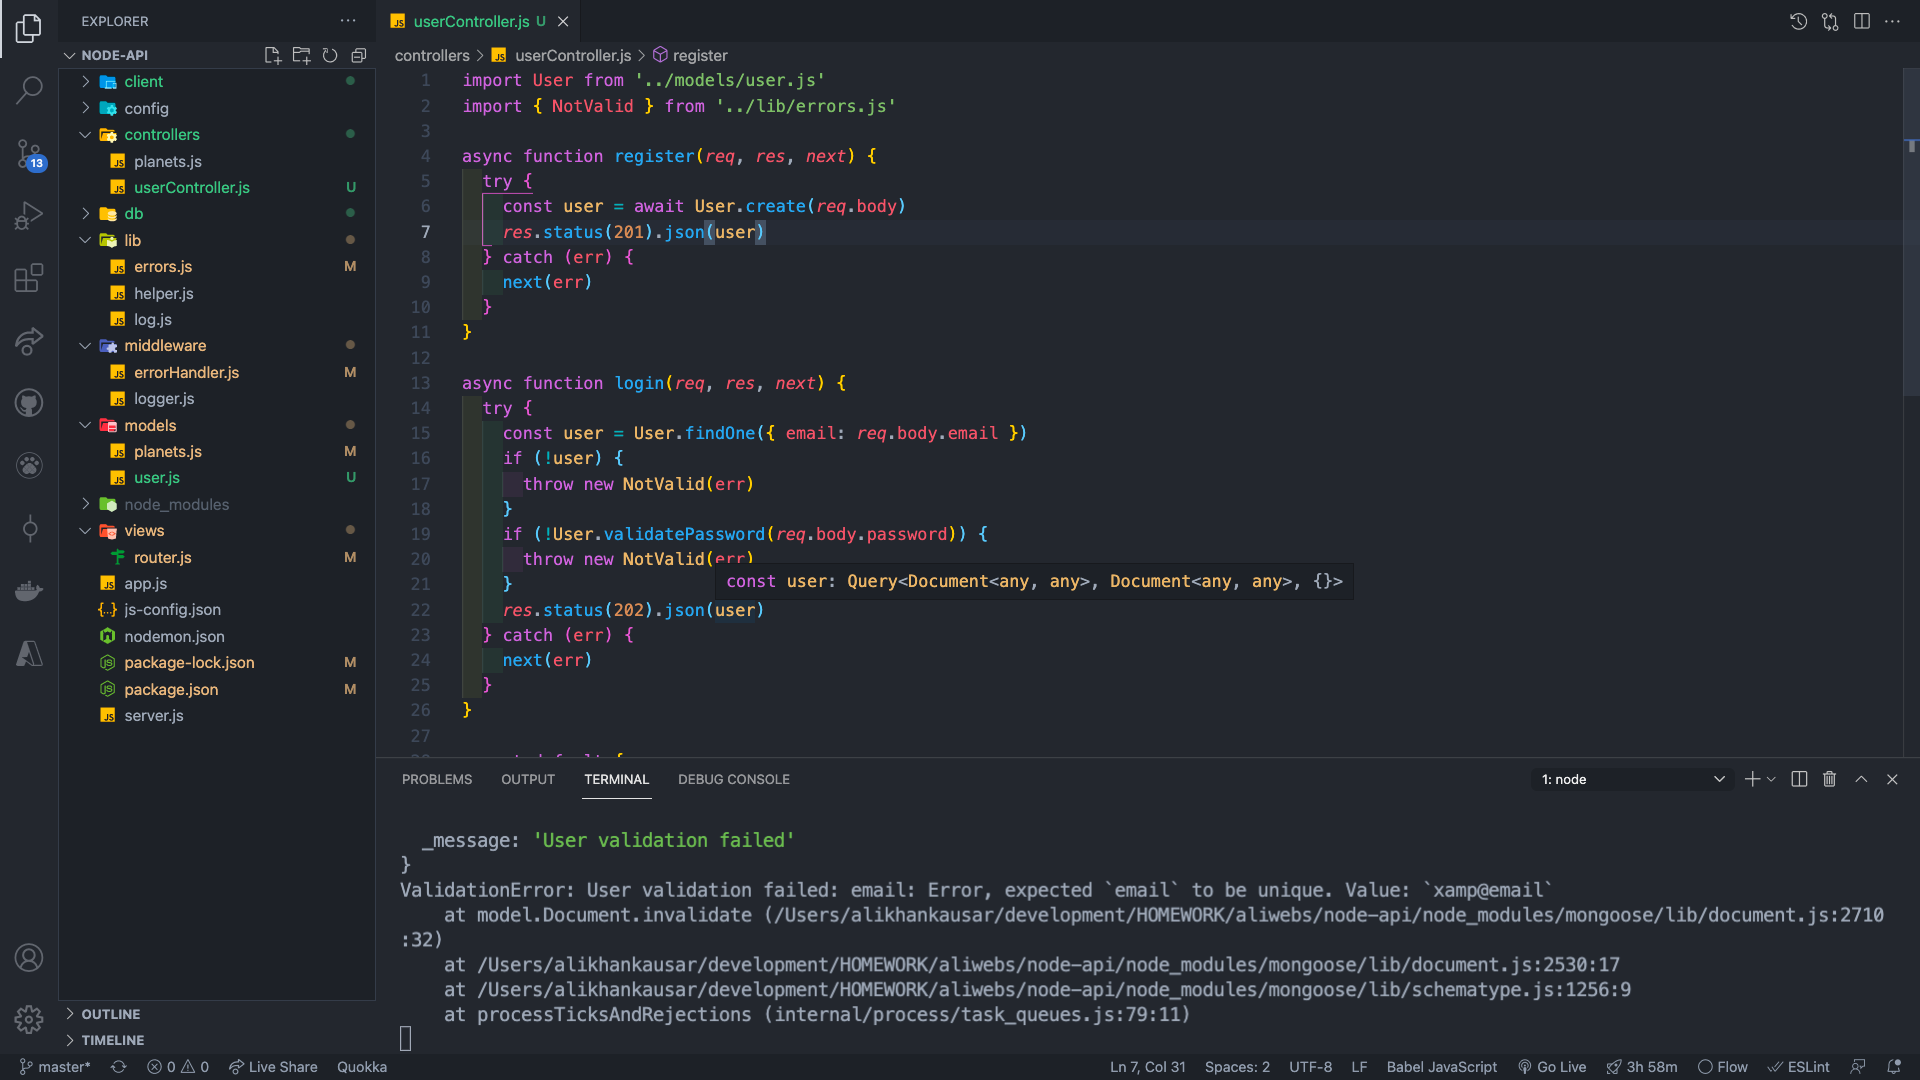 EXPLORER
NODE-API
client
config
controllers
planets.js
userController.js U
db
lib
errors.js M
helper.js
log.js
middleware
errorHandler.js M
logger.js
models
planets.js M
user.js U
node_modules
views
router.js M
app.js
{..} js-config.json
nodemon.json
package-lock.json M
package.json M
server.js
OUTLINE
TIMELINE
13
userController.js U
controllers > userController.js > register
1 import User from '../models/user.js'
2 import { NotValid } from '../lib/errors.js'
3
4 async function register(req, res, next) {
5 try {
6 const user = await User.create(req.body)
7 res.status(201).json(user)
8 } catch (err) {
9 next(err)
10 }
11 }
12
13 async function login(req, res, next) {
14 try {
15 const user = User.findOne({ email: req.body.email })
16 if (!user) {
17 throw new NotValid(err)
18 }
19 if (!User.validatePassword(req.body.password)) {
20 throw new NotValid(err)
21 }
const user: Query<Document<any, any>, Document<any, any>, {}>
22 res.status(202).json(user)
23 } catch (err) {
24 next(err)
25 }
26 }
27
PROBLEMS OUTPUT TERMINAL DEBUG CONSOLE
1: node
_message: 'User validation failed'
}
ValidationError: User validation failed: email: Error, expected `email` to be unique. Value: `xamp@email`
at model.Document.invalidate (/Users/alikhankausar/development/HOMEWORK/aliwebs/node-api/node_modules/mongoose/lib/document.js:2710
:32)
at /Users/alikhankausar/development/HOMEWORK/aliwebs/node-api/node_modules/mongoose/lib/document.js:2530:17
at /Users/alikhankausar/development/HOMEWORK/aliwebs/node-api/node_modules/mongoose/lib/schematype.js:1256:9
at processTicksAndRejections (internal/process/task_queues.js:79:11)
master* 0 0 Live Share Quokka
Ln 7, Col 31 Spaces: 2 UTF-8 LF Babel JavaScript Go Live 3h 58m Flow ESLint